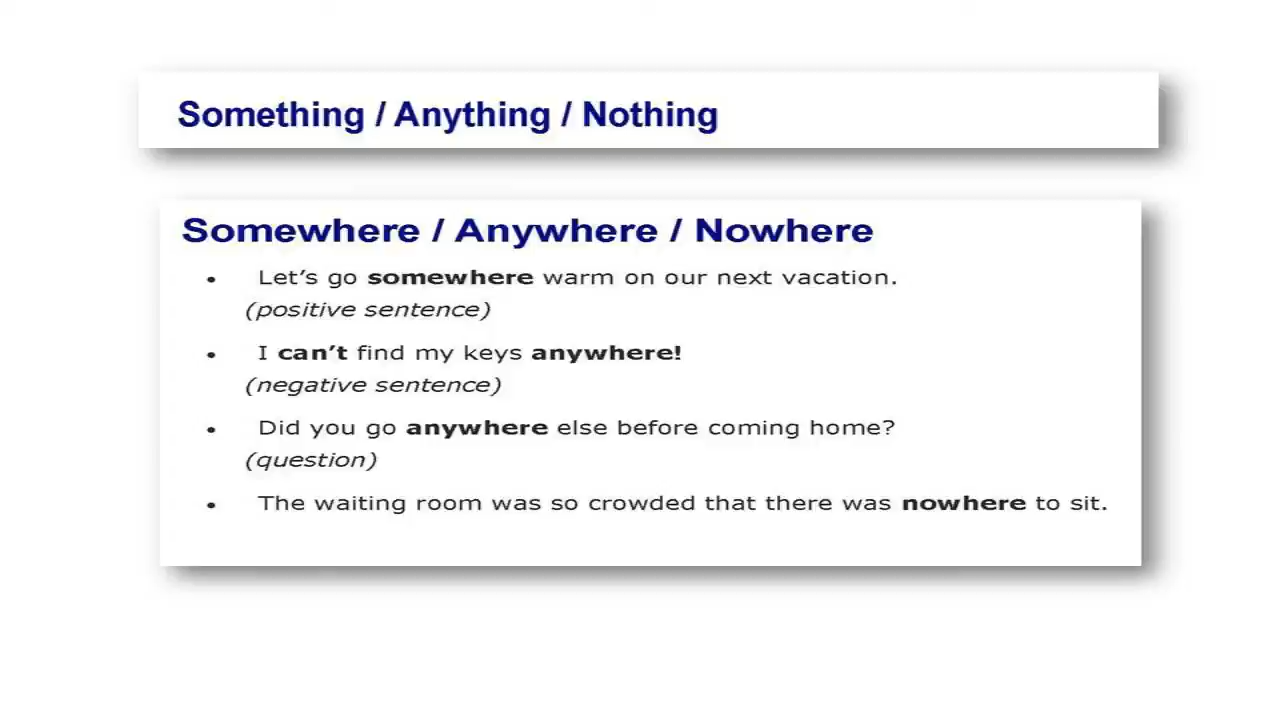 Something / Anything / Nothing
Somewhere / Anywhere / Nowhere
• Let’s go somewhere warm on our next vacation.
(positive sentence)
• I can’t find my keys anywhere!
(negative sentence)
• Did you go anywhere else before coming home?
(question)
• The waiting room was so crowded that there was nowhere to sit.